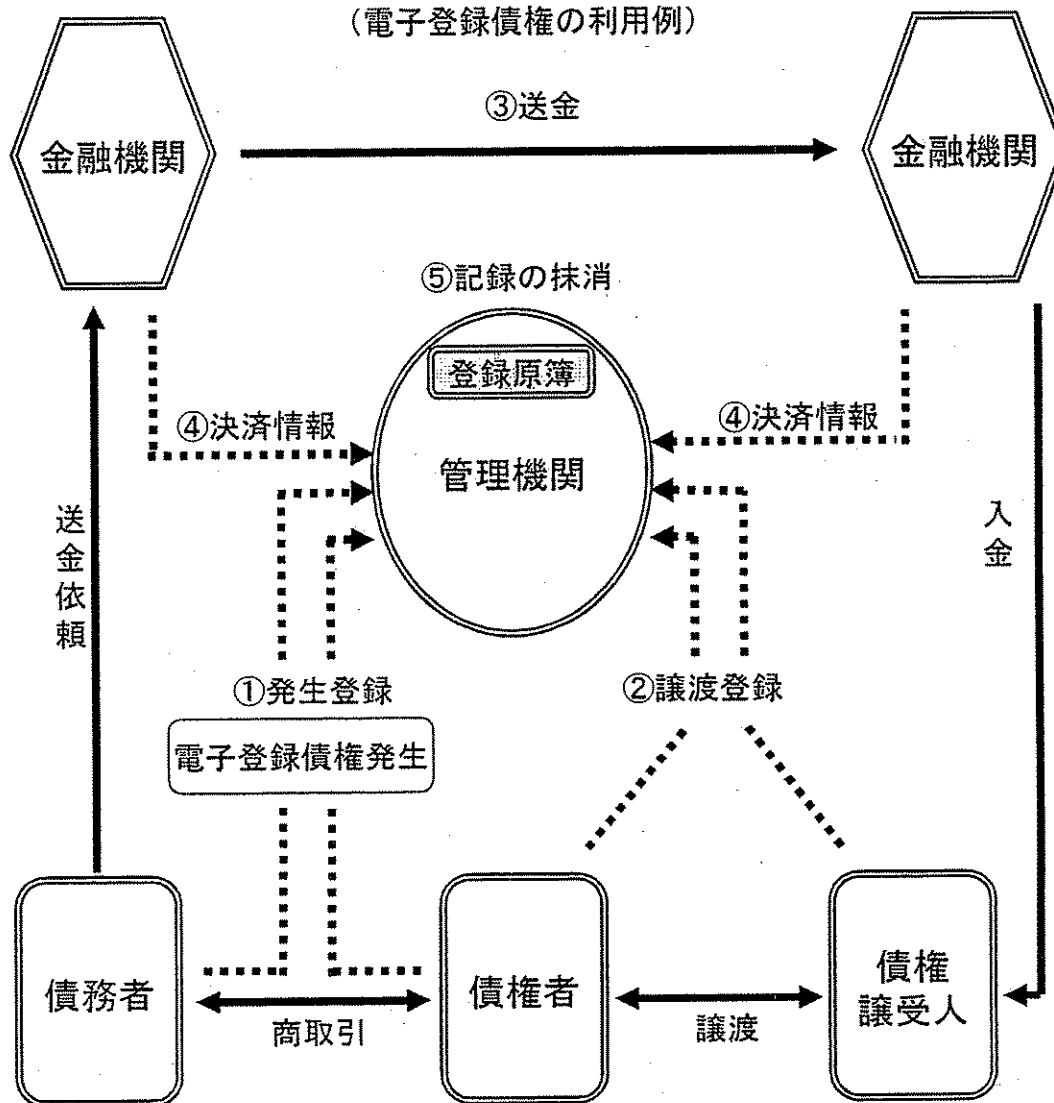 （電子登録債権の利用例）
③送金
金融機関
金融機関
⑤記録の抹消
登録原簿
④決済情報
④決済情報
管理機関
送金依頼
入金
①発生登録
②譲渡登録
電子登録債権発生
債務者
商取引
債権者
譲渡
債権
譲受人